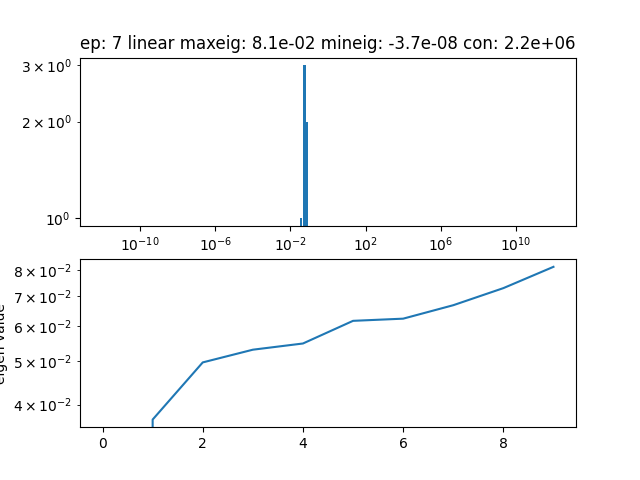 ep: 7 linear maxeig: 8.1e-02 mineig: -3.7e-08 con: 2.2e+06
3 × 10⁰
2 × 10⁰
10⁰
10⁻¹⁰ 10⁻⁶ 10⁻² 10² 10⁶ 10¹⁰
8 × 10⁻²
7 × 10⁻²
6 × 10⁻²
5 × 10⁻²
4 × 10⁻²
eigen value
0 2 4 6 8